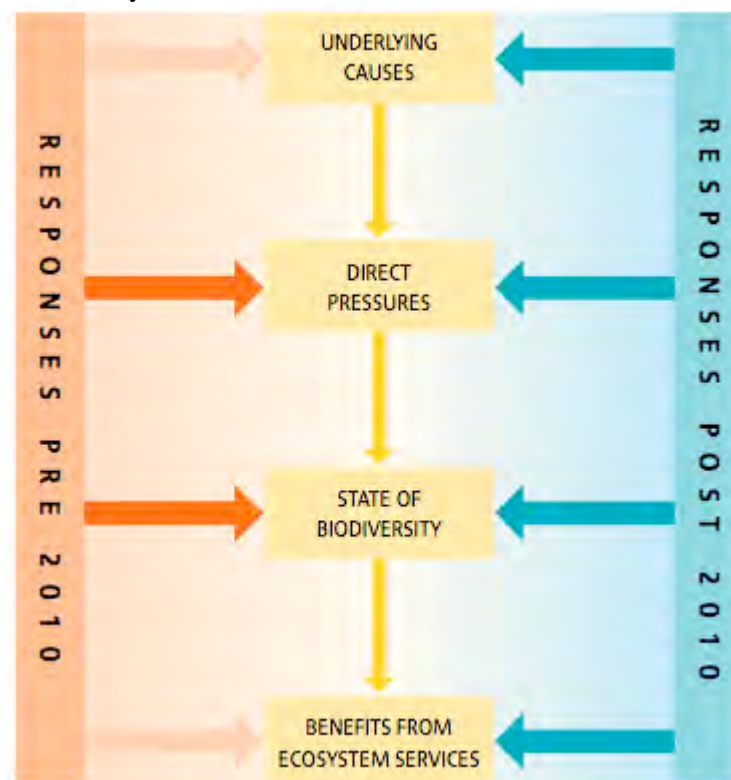 UNDERLYING
CAUSES
RESPONSES PRE 2010
RESPONSES POST 2010
DIRECT
PRESSURES
STATE OF
BIODIVERSITY
BENEFITS FROM
ECOSYSTEM SERVICES